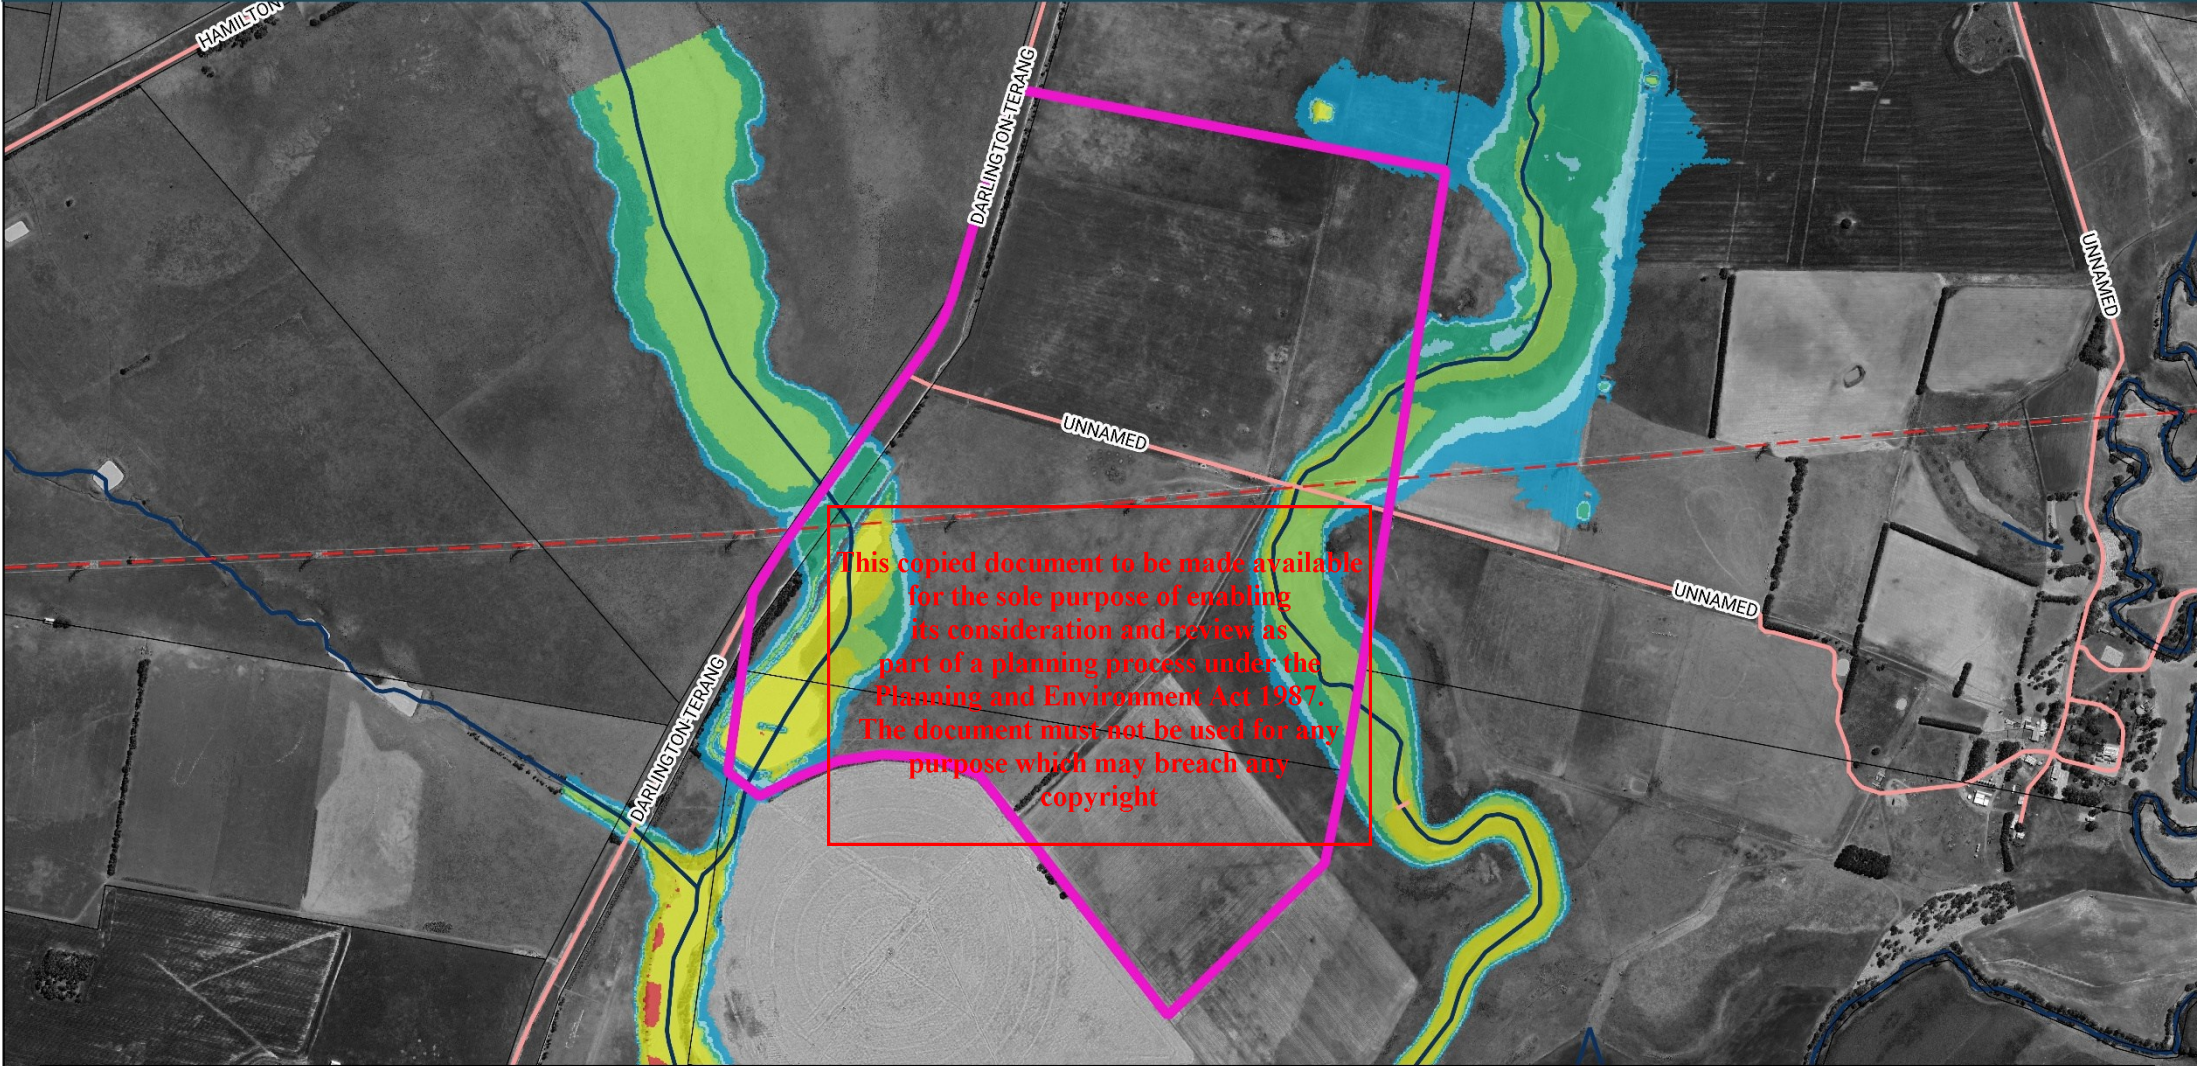 HAMILTON
DARLINGTON-TERANG
UNNAMED
UNNAMED
UNNAMED
DARLINGTON-TERANG
This copied document to be made available
for the sole purpose of enabling
its consideration and review as
part of a planning process under the
Planning and Environment Act 1987.
The document must not be used for any
purpose which may breach any
copyright